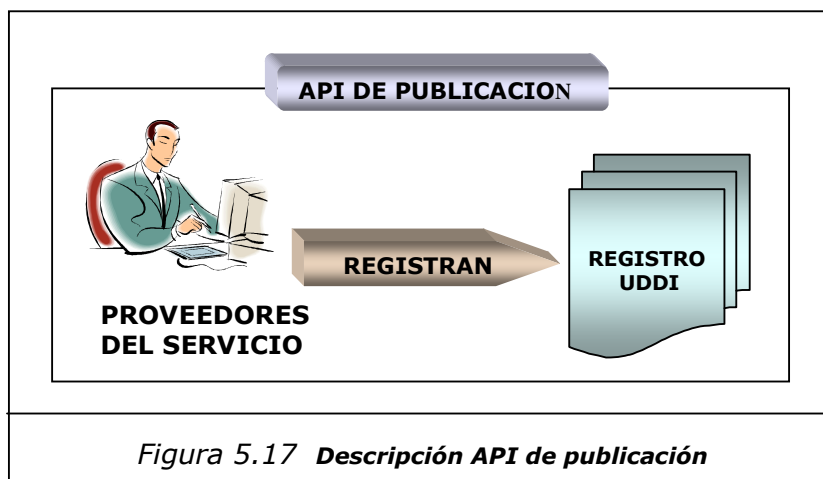 API DE PUBLICACION
REGISTRAN
REGISTRO
UDDI
PROVEEDORES
DEL SERVICIO
Figura 5.17 Descripción API de publicación